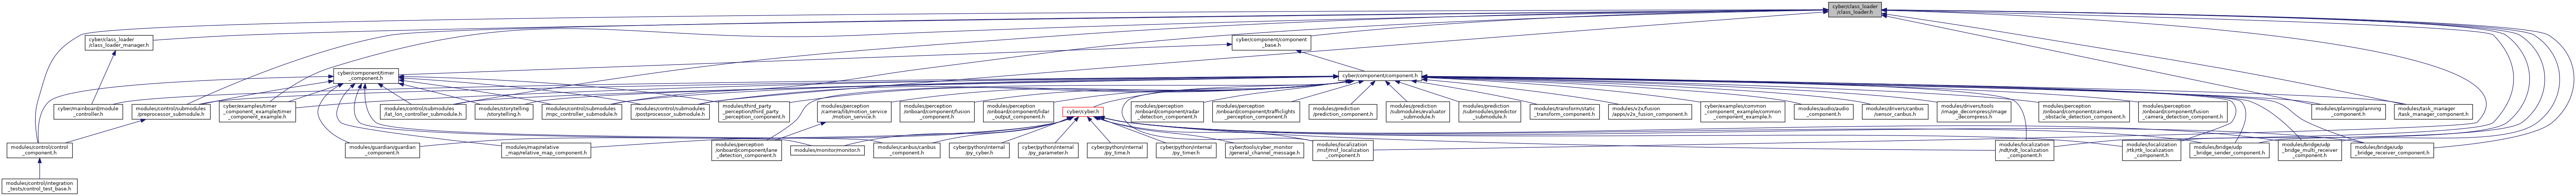 cyber/class_loader
/class_loader.h
cyber/class_loader
/class_loader_manager.h
cyber/component/component
_base.h
cyber/component/timer
_component.h
cyber/component/component.h
cyber/mainboard/module
_controller.h
modules/control/submodules
/preprocessor_submodule.h
cyber/examples/timer
_component_example/timer
_component_example.h
modules/control/submodules
/lat_lon_controller_submodule.h
modules/storytelling
/storytelling.h
modules/control/submodules
/mpc_controller_submodule.h
modules/control/submodules
/postprocessor_submodule.h
modules/third_party
_perception/third_party
_perception_component.h
modules/perception
/camera/lib/motion_service
/motion_service.h
modules/perception
/onboard/component/fusion
_component.h
modules/perception
/onboard/component/lidar
_output_component.h
cyber/cyber.h
modules/perception
/onboard/component/radar
_detection_component.h
modules/perception
/onboard/component/trafficlights
_perception_component.h
modules/prediction
/prediction_component.h
modules/prediction
/submodules/evaluator
_submodule.h
modules/prediction
/submodules/predictor
_submodule.h
modules/transform/static
_transform_component.h
modules/v2x/fusion
/apps/v2x_fusion_component.h
cyber/examples/common
_component_example/common
_component_example.h
modules/audio/audio
_component.h
modules/drivers/canbus
/sensor_canbus.h
modules/drivers/tools
/image_decompress/image
_decompress.h
modules/perception
/onboard/component/camera
_obstacle_detection_component.h
modules/perception
/onboard/component/fusion
_camera_detection_component.h
modules/planning/planning
_component.h
modules/task_manager
/task_manager_component.h
modules/control/control
_component.h
modules/guardian/guardian
_component.h
modules/map/relative
_map/relative_map_component.h
modules/perception
/onboard/component/lane
_detection_component.h
modules/monitor/monitor.h
modules/canbus/canbus
_component.h
cyber/python/internal
/py_cyber.h
cyber/python/internal
/py_parameter.h
cyber/python/internal
/py_time.h
cyber/python/internal
/py_timer.h
cyber/tools/cyber_monitor
/general_channel_message.h
modules/localization
/msf/msf_localization
_component.h
modules/localization
/ndt/ndt_localization
_component.h
modules/localization
/rtk/rtk_localization
_component.h
modules/bridge/udp
_bridge_sender_component.h
modules/bridge/udp
_bridge_multi_receiver
_component.h
modules/bridge/udp
_bridge_receiver_component.h
modules/control/integration
_tests/control_test_base.h